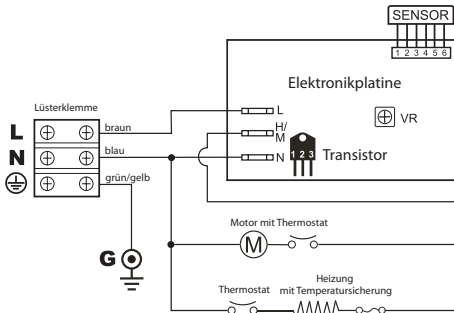 SENSOR
1 2 3 4 5 6
Elektronikplatine
Lüsterklemme
L
braun
L
VR
H/
M
N
blau
N
1 2 3
Transistor
grün/gelb
Motor mit Thermostat
G
M
Heizung
Thermostat
mit Temperatursicherung